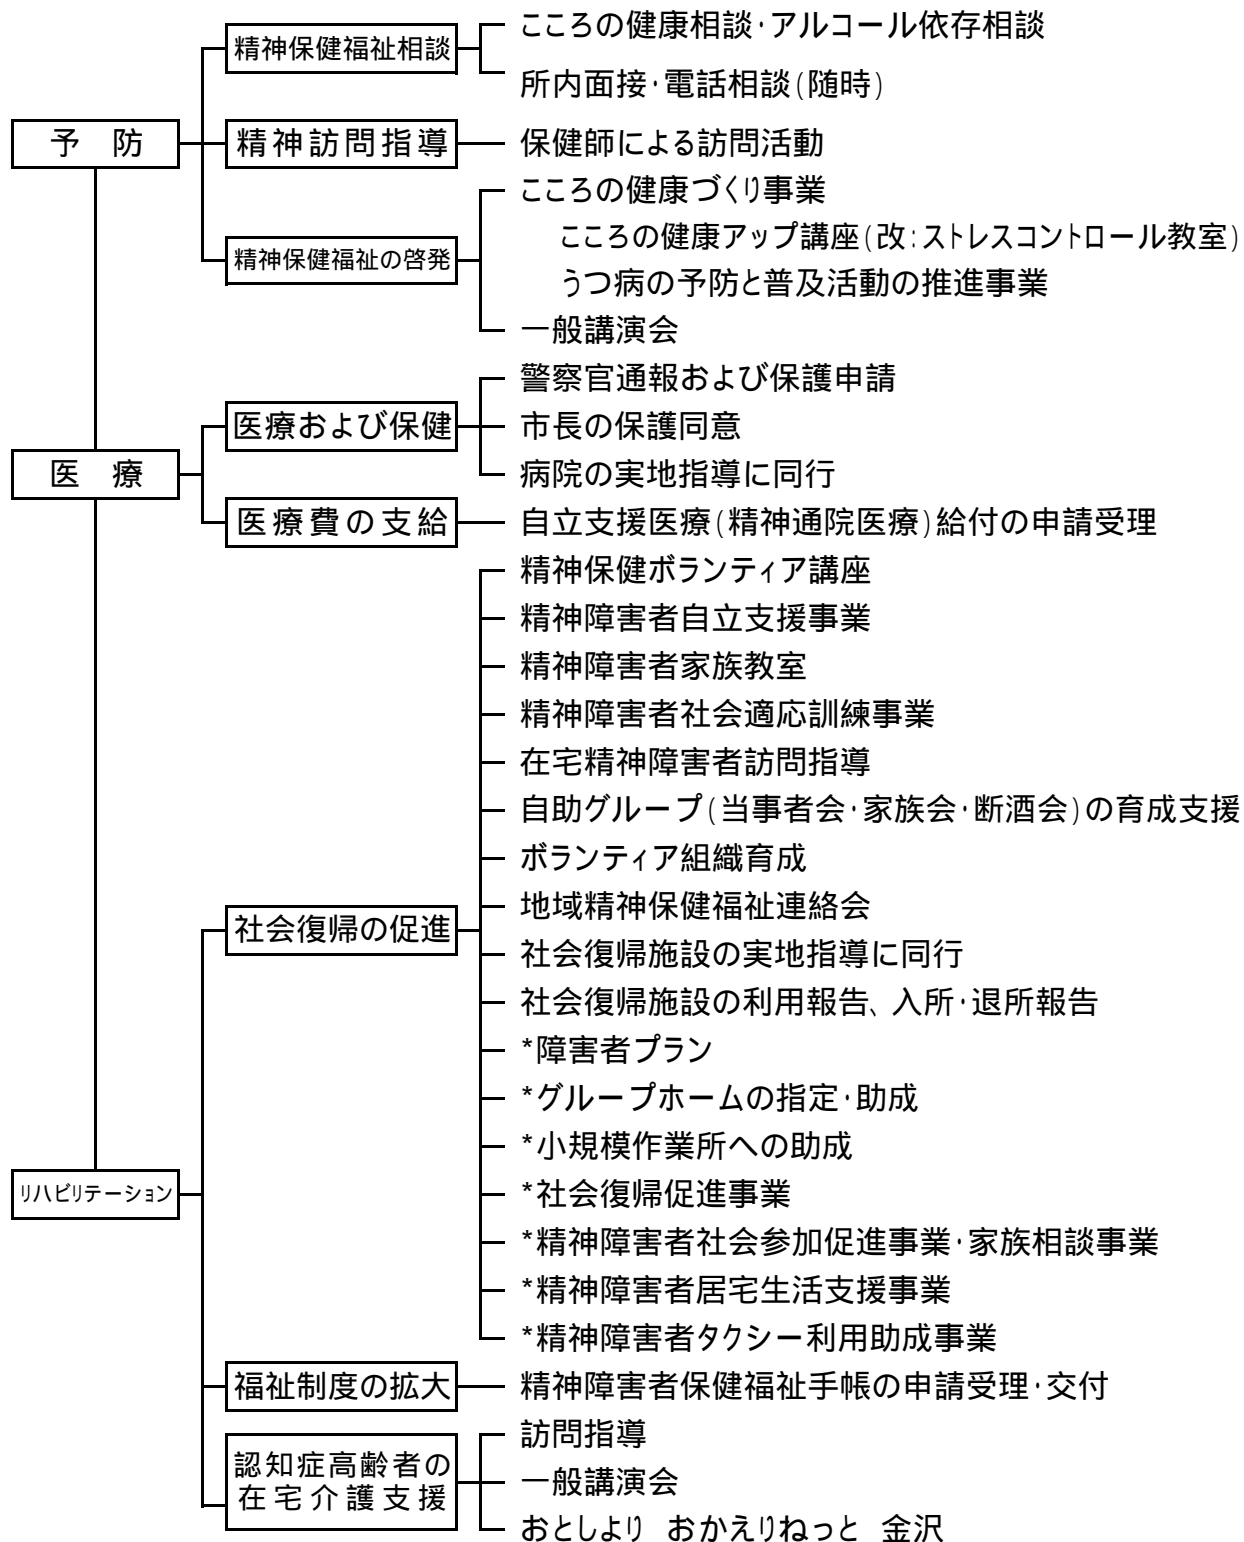 予 防
精神保健福祉相談
こころの健康相談・アルコール依存相談
所内面接・電話相談(随時)
精神訪問指導
保健師による訪問活動
精神保健福祉の啓発
こころの健康づくり事業
こころの健康アップ講座(改:ストレスコントロール教室)
うつ病の予防と普及活動の推進事業
一般講演会
医 療
医療および保健
警察官通報および保護申請
市長の保護同意
病院の実地指導に同行
医療費の支給
自立支援医療(精神通院医療)給付の申請受理
リハビリテーション
社会復帰の促進
精神保健ボランティア講座
精神障害者自立支援事業
精神障害者家族教室
精神障害者社会適応訓練事業
在宅精神障害者訪問指導
自助グループ(当事者会・家族会・断酒会)の育成支援
ボランティア組織育成
地域精神保健福祉連絡会
社会復帰施設の実地指導に同行
社会復帰施設の利用報告、入所・退所報告
*障害者プラン
*グループホームの指定・助成
*小規模作業所への助成
*社会復帰促進事業
*精神障害者社会参加促進事業・家族相談事業
*精神障害者居宅生活支援事業
*精神障害者タクシー利用助成事業
福祉制度の拡大
精神障害者保健福祉手帳の申請受理・交付
認知症高齢者の
在宅介護支援
訪問指導
一般講演会
おとしより おかえりねっと 金沢